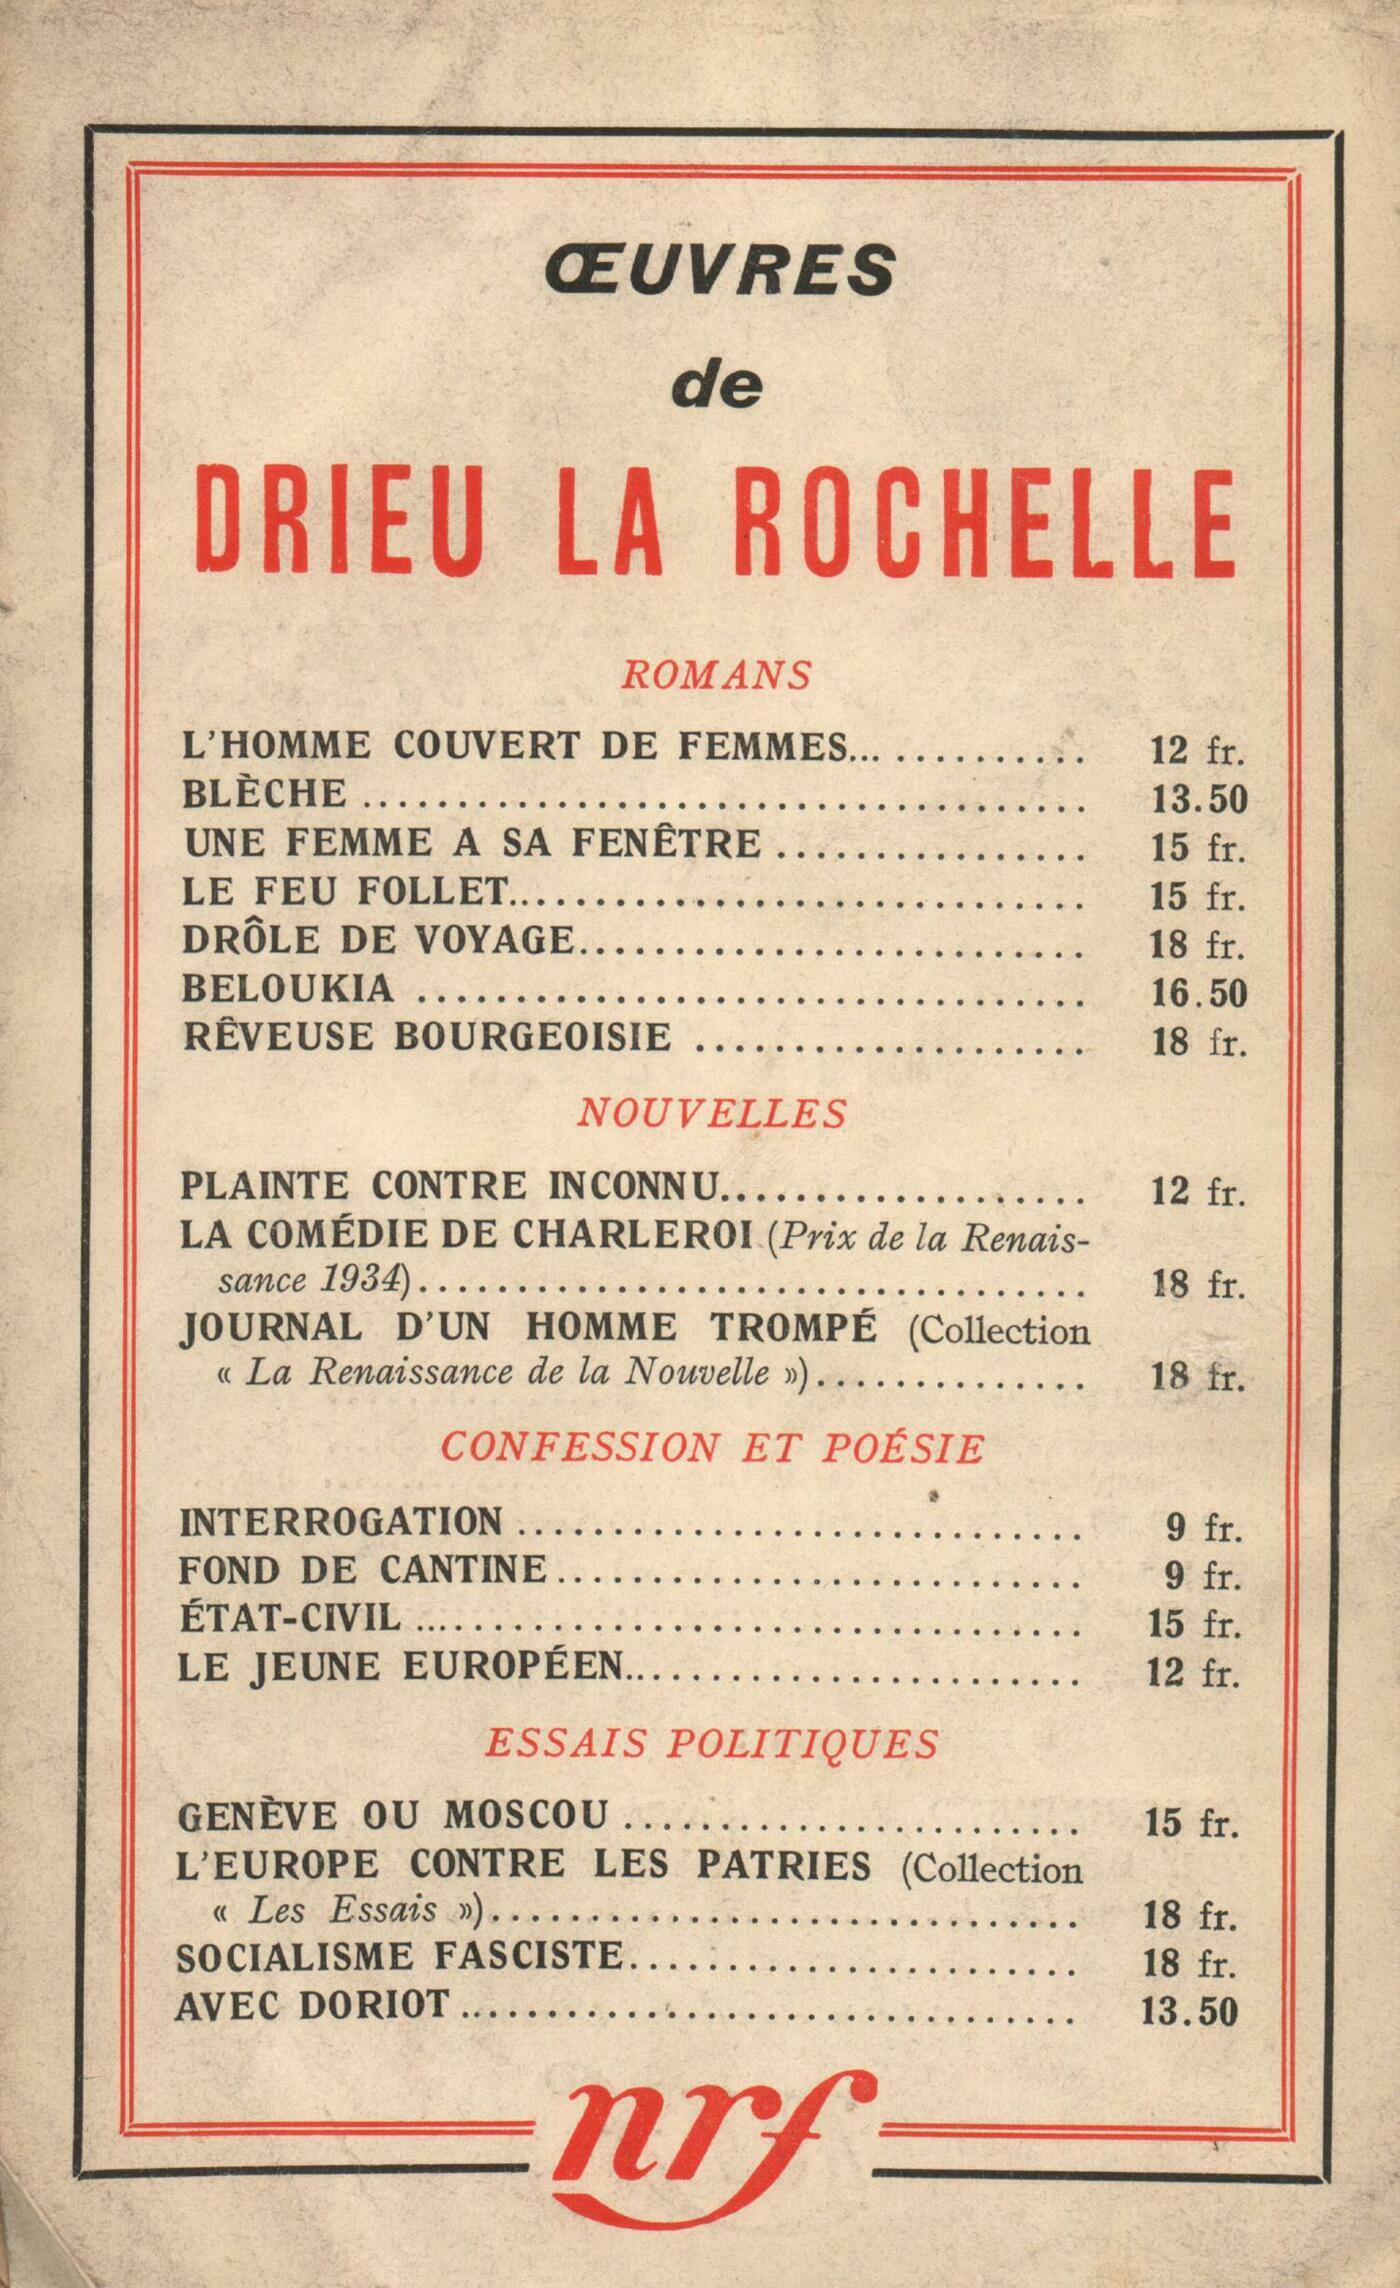 ŒUVRES
de
DRIEU LA ROCHELLE
ROMANS
L'HOMME COUVERT DE FEMMES............. 12 fr.
BLÈCHE ...................................... 13.50
UNE FEMME A SA FENÊTRE ................ 15 fr.
LE FEU FOLLET.............................. 15 fr.
DRÔLE DE VOYAGE.......................... 18 fr.
BELOUKIA .................................. 16.50
RÊVEUSE BOURGEOISIE .................... 18 fr.
NOUVELLES
PLAINTE CONTRE INCONNU................... 12 fr.
LA COMÉDIE DE CHARLEROI (Prix de la Renais-
sance 1934)................................... 18 fr.
JOURNAL D'UN HOMME TROMPÉ (Collection
« La Renaissance de la Nouvelle »).............. 18 fr.
CONFESSION ET POÉSIE
INTERROGATION .............................. 9 fr.
FOND DE CANTINE............................ 9 fr.
ÉTAT-CIVIL .................................... 15 fr.
LE JEUNE EUROPÉEN......................... 12 fr.
ESSAIS POLITIQUES
GENÈVE OU MOSCOU ........................ 15 fr.
L'EUROPE CONTRE LES PATRIES (Collection
« Les Essais »)............................... 18 fr.
SOCIALISME FASCISTE........................ 18 fr.
AVEC DORIOT ................................ 13.50
nrf